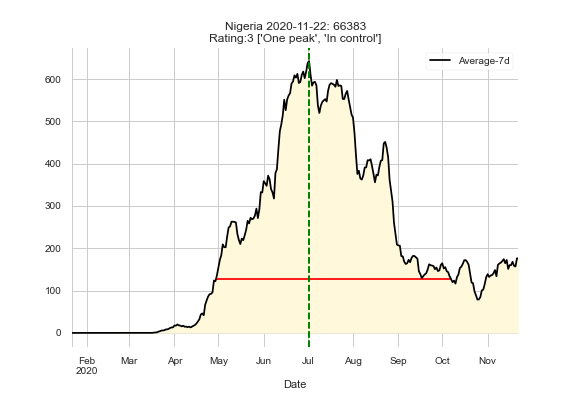 Nigeria 2020-11-22: 66383
Rating:3 ['One peak', 'In control']
Average-7d
600
500
400
300
200
100
0
Feb Mar Apr May Jun Jul Aug Sep Oct Nov
2020
Date